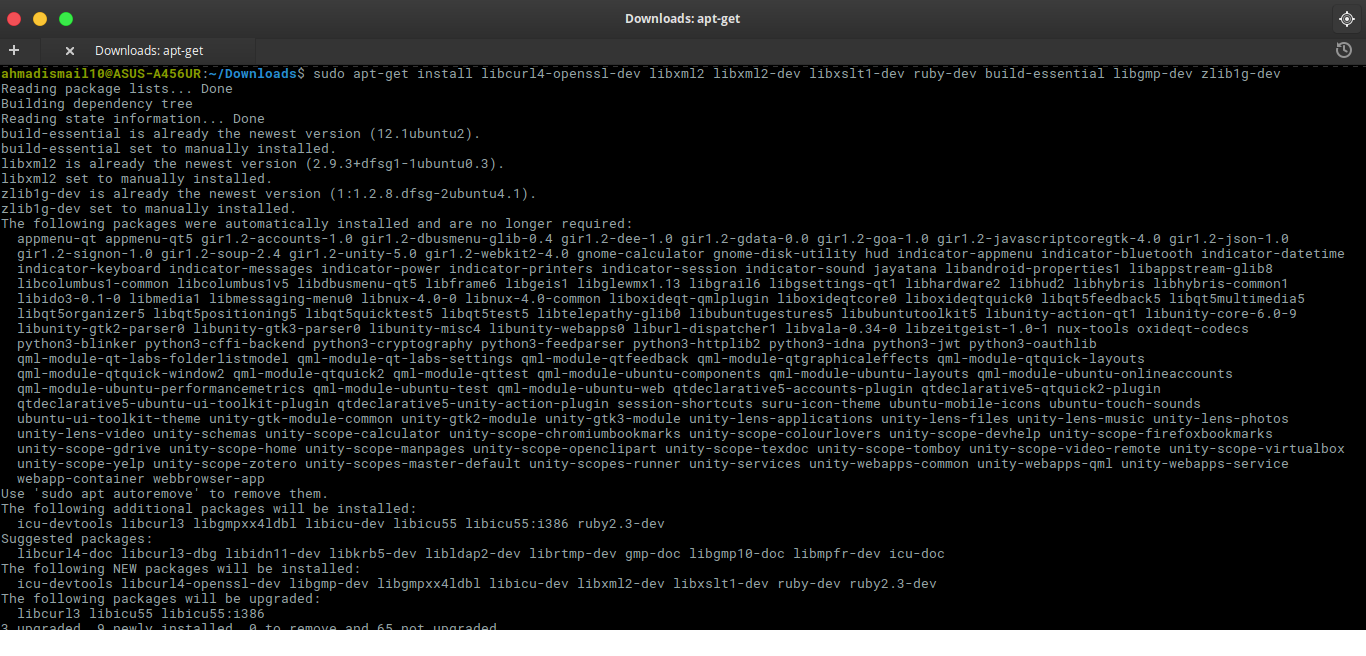 Downloads: apt-get
+ × Downloads: apt-get
ahmadismail10@ASUS-A456UR:~/Downloads$ sudo apt-get install libcurl4-openssl-dev libxml2 libxml2-dev libxslt1-dev ruby-dev build-essential libgmp-dev zlib1g-dev
Reading package lists... Done
Building dependency tree
Reading state information... Done
build-essential is already the newest version (12.1ubuntu2).
build-essential set to manually installed.
libxml2 is already the newest version (2.9.3+dfsg1-1ubuntu0.3).
libxml2 set to manually installed.
zlib1g-dev is already the newest version (1:1.2.8.dfsg-2ubuntu4.1).
zlib1g-dev set to manually installed.
The following packages were automatically installed and are no longer required:
  appmenu-qt appmenu-qt5 gir1.2-accounts-1.0 gir1.2-dbusmenu-glib-0.4 gir1.2-dee-1.0 gir1.2-gdata-0.0 gir1.2-goa-1.0 gir1.2-javascriptcoregtk-4.0 gir1.2-json-1.0
  gir1.2-signon-1.0 gir1.2-soup-2.4 gir1.2-unity-5.0 gir1.2-webkit2-4.0 gnome-calculator gnome-disk-utility hud indicator-appmenu indicator-bluetooth indicator-datetime
  indicator-keyboard indicator-messages indicator-power indicator-printers indicator-session indicator-sound jayatana libandroid-properties1 libappstream-glib8
  libcolumbus1-common libcolumbus1v5 libdbusmenu-qt5 libframe6 libgeis1 libglewmx1.13 libgrail6 libgsettings-qt1 libhardware2 libhud2 libhybris libhybris-common1
  libido3-0.1-0 libmedia1 libmessaging-menu0 libnux-4.0-0 libnux-4.0-common liboxideqt-qmlplugin liboxideqtcore0 liboxideqtquick0 libqt5feedback5 libqt5multimedia5
  libqt5organizer5 libqt5positioning5 libqt5quicktest5 libqt5test5 libtelepathy-glib0 libubuntugestures5 libubuntutoolkit5 libunity-action-qt1 libunity-core-6.0-9
  libunity-gtk2-parser0 libunity-gtk3-parser0 libunity-misc4 libunity-webapps0 liburl-dispatcher1 libvala-0.34-0 libzeitgeist-1.0-1 nux-tools oxideqt-codecs
  python3-blinker python3-cffi-backend python3-cryptography python3-feedparser python3-httplib2 python3-idna python3-jwt python3-oauthlib
  qml-module-qt-labs-folderlistmodel qml-module-qt-labs-settings qml-module-qtfeedback qml-module-qtgraphicaleffects qml-module-qtquick-layouts
  qml-module-qtquick-window2 qml-module-qtquick2 qml-module-qttest qml-module-ubuntu-components qml-module-ubuntu-layouts qml-module-ubuntu-onlineaccounts
  qml-module-ubuntu-performancemetrics qml-module-ubuntu-test qml-module-ubuntu-web qtdeclarative5-accounts-plugin qtdeclarative5-qtquick2-plugin
  qtdeclarative5-ubuntu-ui-toolkit-plugin qtdeclarative5-unity-action-plugin session-shortcuts suru-icon-theme ubuntu-mobile-icons ubuntu-touch-sounds
  ubuntu-ui-toolkit-theme unity-gtk-module-common unity-gtk2-module unity-gtk3-module unity-lens-applications unity-lens-files unity-lens-music unity-lens-photos
  unity-lens-video unity-schemas unity-scope-calculator unity-scope-chromiumbookmarks unity-scope-colourlovers unity-scope-devhelp unity-scope-firefoxbookmarks
  unity-scope-gdrive unity-scope-home unity-scope-manpages unity-scope-openclipart unity-scope-texdoc unity-scope-tomboy unity-scope-video-remote unity-scope-virtualbox
  unity-scope-yelp unity-scope-zotero unity-scopes-master-default unity-scopes-runner unity-services unity-webapps-common unity-webapps-qml unity-webapps-service
  webapp-container webbrowser-app
Use 'sudo apt autoremove' to remove them.
The following additional packages will be installed:
  icu-devtools libcurl3 libgmpxx4ldbl libicu-dev libicu55 libicu55:i386 ruby2.3-dev
Suggested packages:
  libcurl4-doc libcurl3-dbg libidn11-dev libkrb5-dev libldap2-dev librtmp-dev gmp-doc libgmp10-doc libmpfr-dev icu-doc
The following NEW packages will be installed:
  icu-devtools libcurl4-openssl-dev libgmp-dev libgmpxx4ldbl libicu-dev libxml2-dev libxslt1-dev ruby-dev ruby2.3-dev
The following packages will be upgraded:
  libcurl3 libicu55 libicu55:i386
3 upgraded, 9 newly installed, 0 to remove and 65 not upgraded.